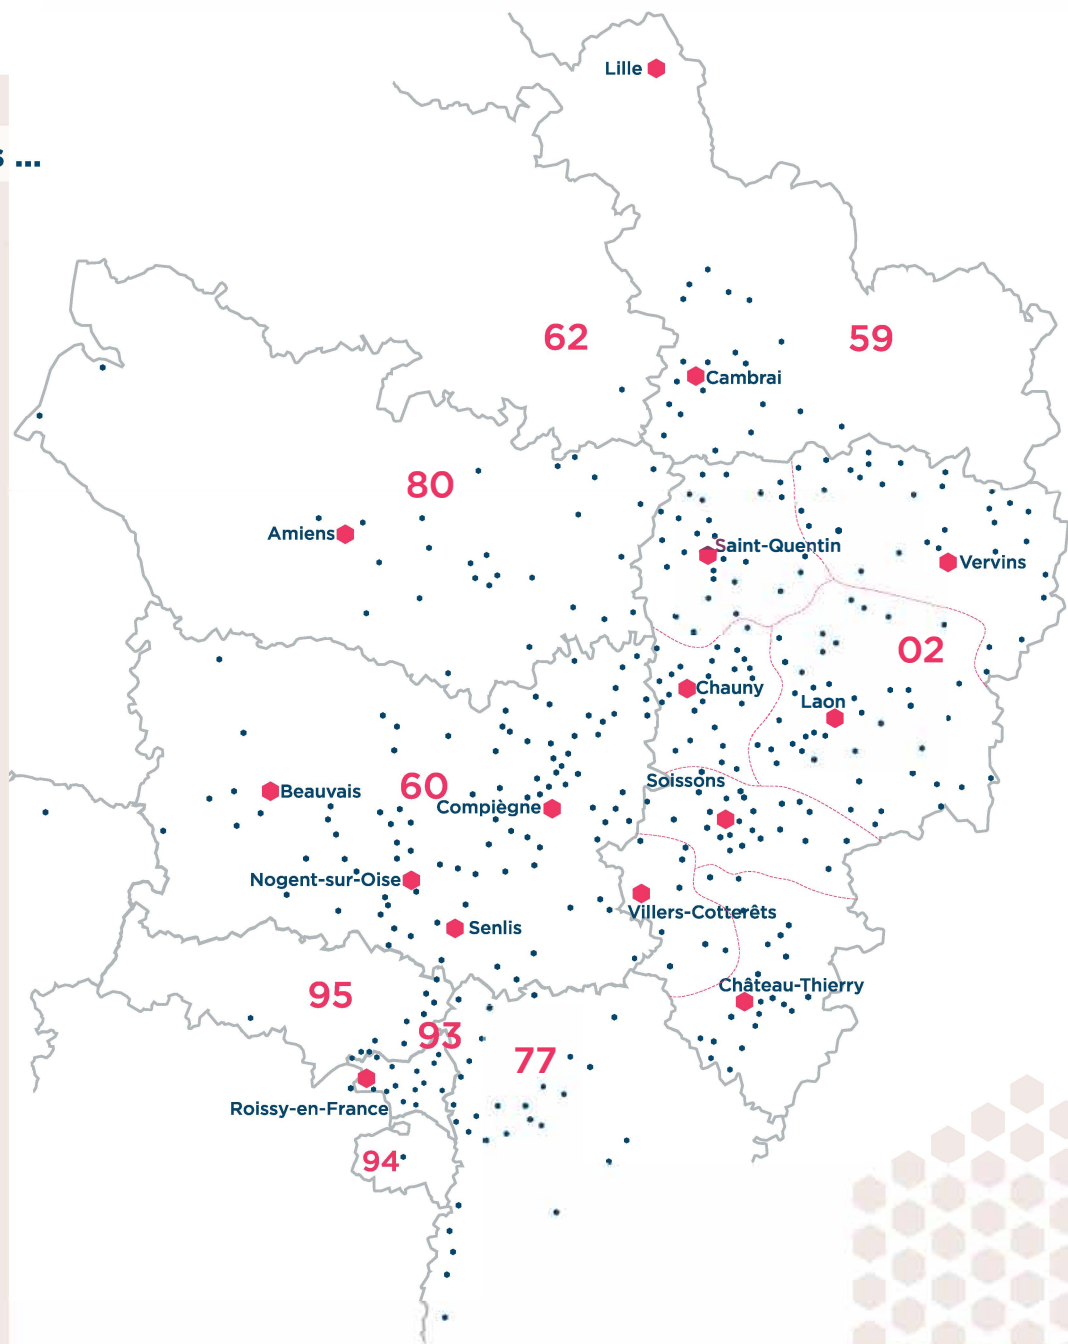 Lille
s ...
62
59
Cambrai
80
Amiens
Saint-Quentin
Vervins
02
Chauny
Laon
Soissons
60
Beauvais
Compiègne
Nogent-sur-Oise
Villers-Cotterêts
Senlis
95
Château-Thierry
93
77
Roissy-en-France
94